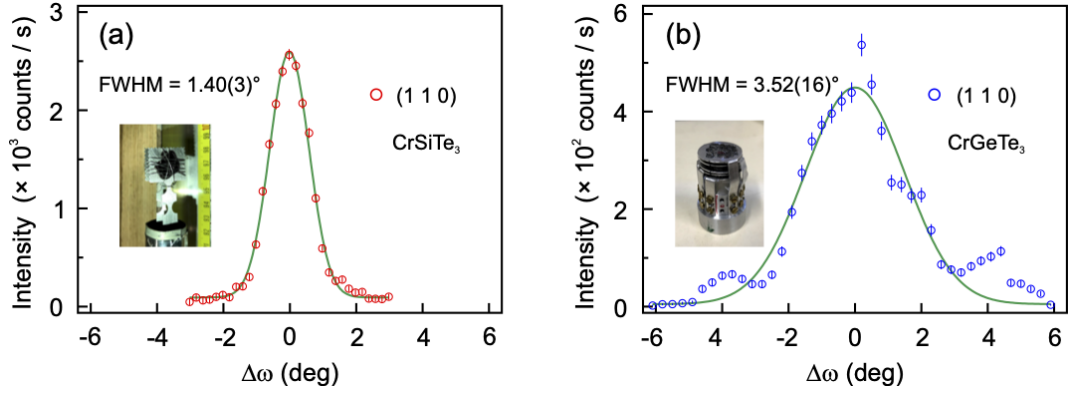 (a)
FWHM = 1.40(3)°
(1 1 0)
CrSiTe₃
Intensity (× 10³ counts / s)
3
2
1
0
-6 -4 -2 0 2 4 6
Δω (deg)
(b)
FWHM = 3.52(16)°
(1 1 0)
CrGeTe₃
Intensity (× 10² counts / s)
6
4
2
0
-6 -4 -2 0 2 4 6
Δω (deg)